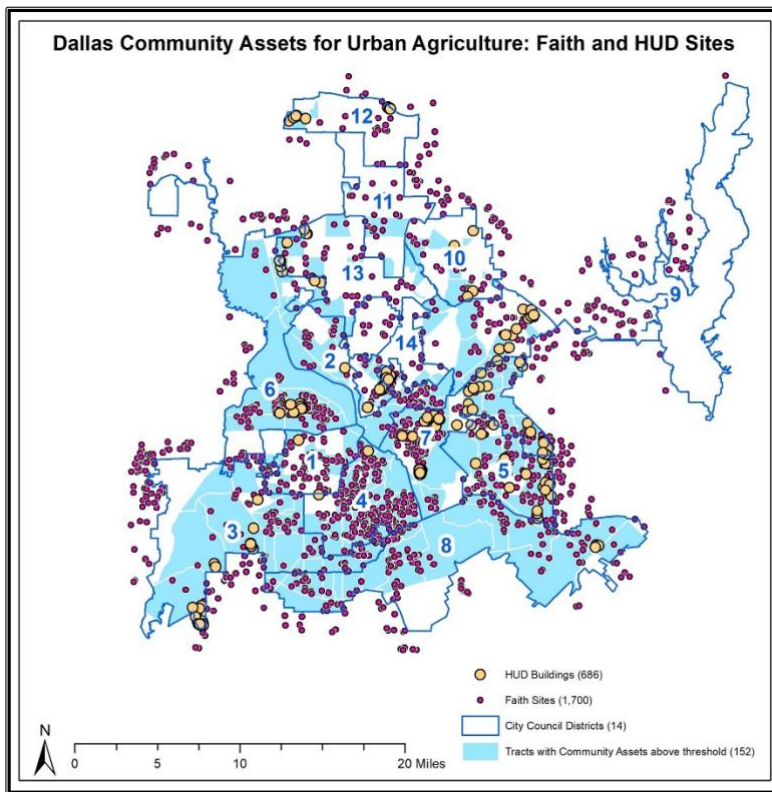 Dallas Community Assets for Urban Agriculture: Faith and HUD Sites
12
11
10
13
9
14
2
6
7
1
5
4
3
8
HUD Buildings (686)
Faith Sites (1,700)
City Council Districts (14)
Tracts with Community Assets above threshold (152)
N
0 5 10 20 Miles